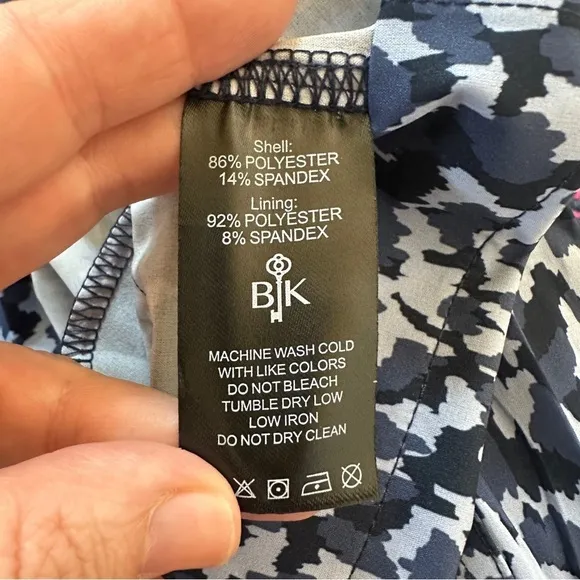 Shell:
86% POLYESTER
14% SPANDEX
Lining:
92% POLYESTER
8% SPANDEX
BJK
MACHINE WASH COLD
WITH LIKE COLORS
DO NOT BLEACH
TUMBLE DRY LOW
LOW IRON
DO NOT DRY CLEAN